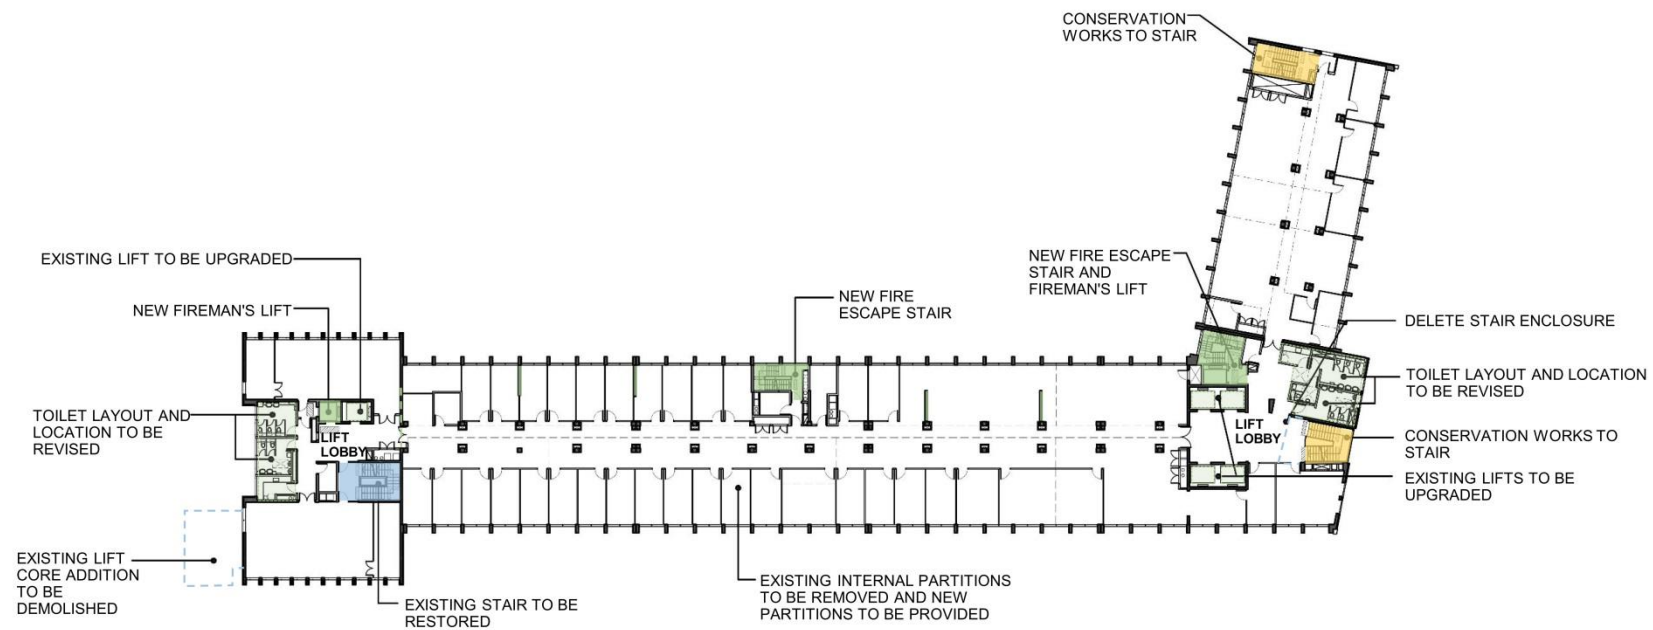 CONSERVATION
WORKS TO STAIR
EXISTING LIFT TO BE UPGRADED
NEW FIREMAN'S LIFT
NEW FIRE
ESCAPE STAIR
NEW FIRE ESCAPE
STAIR AND
FIREMAN'S LIFT
DELETE STAIR ENCLOSURE
TOILET LAYOUT AND LOCATION
TO BE REVISED
TOILET LAYOUT AND
LOCATION TO BE
REVISED
LIFT
LOBBY
LIFT
LOBBY
CONSERVATION WORKS TO
STAIR
EXISTING LIFTS TO BE
UPGRADED
EXISTING LIFT
CORE ADDITION
TO BE
DEMOLISHED
EXISTING STAIR TO BE
RESTORED
EXISTING INTERNAL PARTITIONS
TO BE REMOVED AND NEW
PARTITIONS TO BE PROVIDED